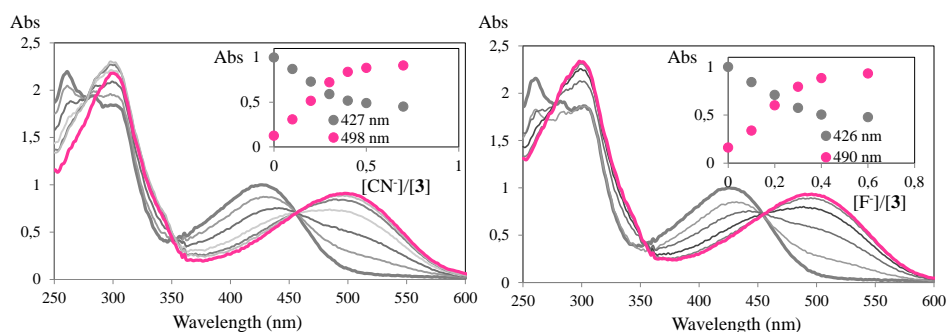 Abs
2,5
2
1,5
1
0,5
0
250 300 350 400 450 500 550 600
Wavelength (nm)
Abs
1
0,5
0
0 0,5 1
427 nm
498 nm
[CN-]/[3]
Abs
2,5
2
1,5
1
0,5
0
250 300 350 400 450 500 550 600
Wavelength (nm)
Abs
1
0,5
0
0 0,2 0,4 0,6 0,8
426 nm
490 nm
[F-]/[3]